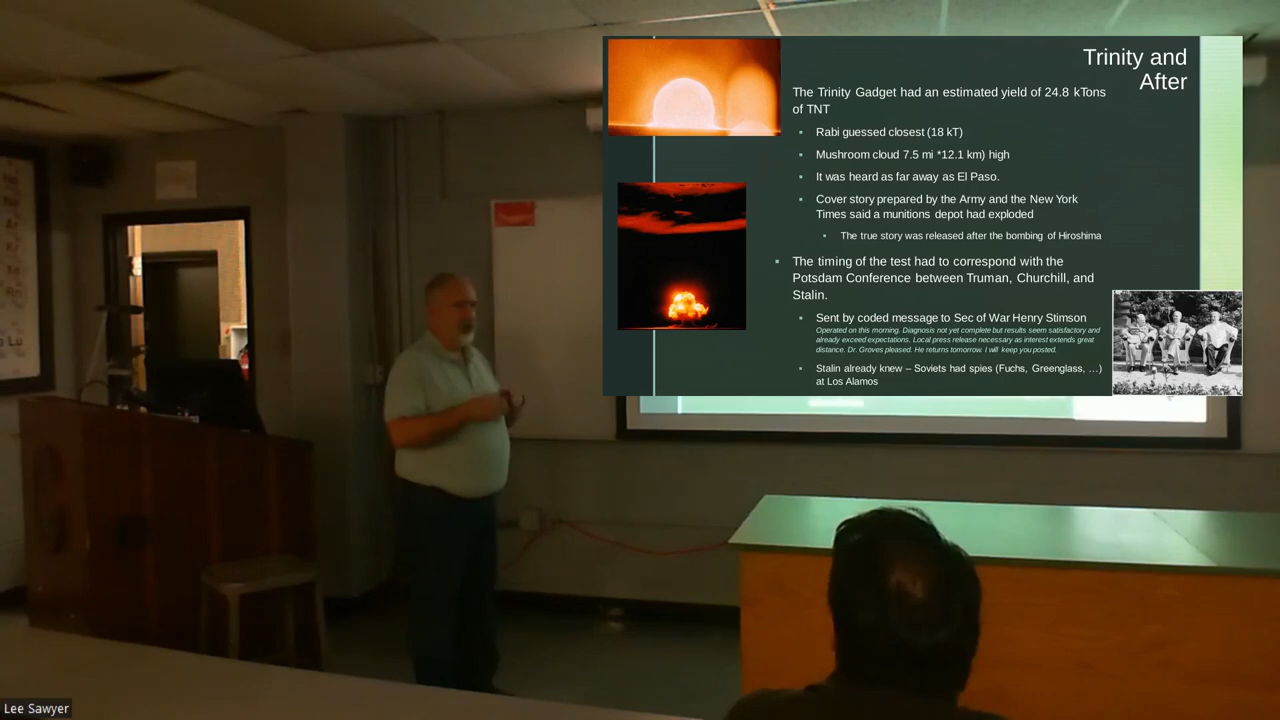 Trinity and
After
The Trinity Gadget had an estimated yield of 24.8 kTons
of TNT
Rabi guessed closest (18 kT)
Mushroom cloud 7.5 mi *12.1 km) high
It was heard as far away as El Paso.
Cover story prepared by the Army and the New York
Times said a munitions depot had exploded
The true story was released after the bombing of Hiroshima
The timing of the test had to correspond with the
Potsdam Conference between Truman, Churchill, and
Stalin.
Sent by coded message to Sec of War Henry Stimson
Operated on this morning. Diagnosis not yet complete but results seem satisfactory and
already exceed expectations. Local press release necessary as interest extends great
distance. Dr. Groves pleased. He returns tomorrow. I will keep you posted.
Stalin already knew – Soviets had spies (Fuchs, Greenglass, …)
at Los Alamos
Lu
Lee Sawyer